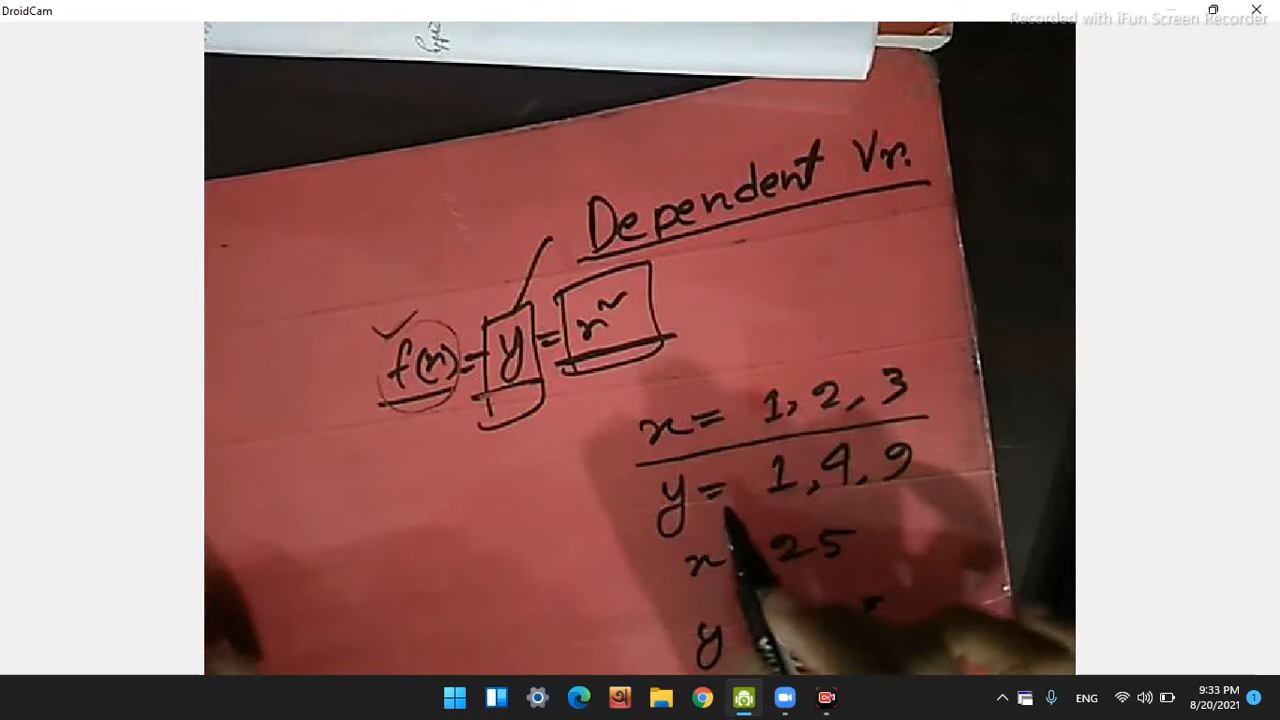 DroidCam
Recorded with iFun Screen Recorder
Dependent Vr.
f(x) = y = x²
x = 1, 2, 3
y = 1, 4, 9
x 25
y
ENG
9:33 PM
8/20/2021
1